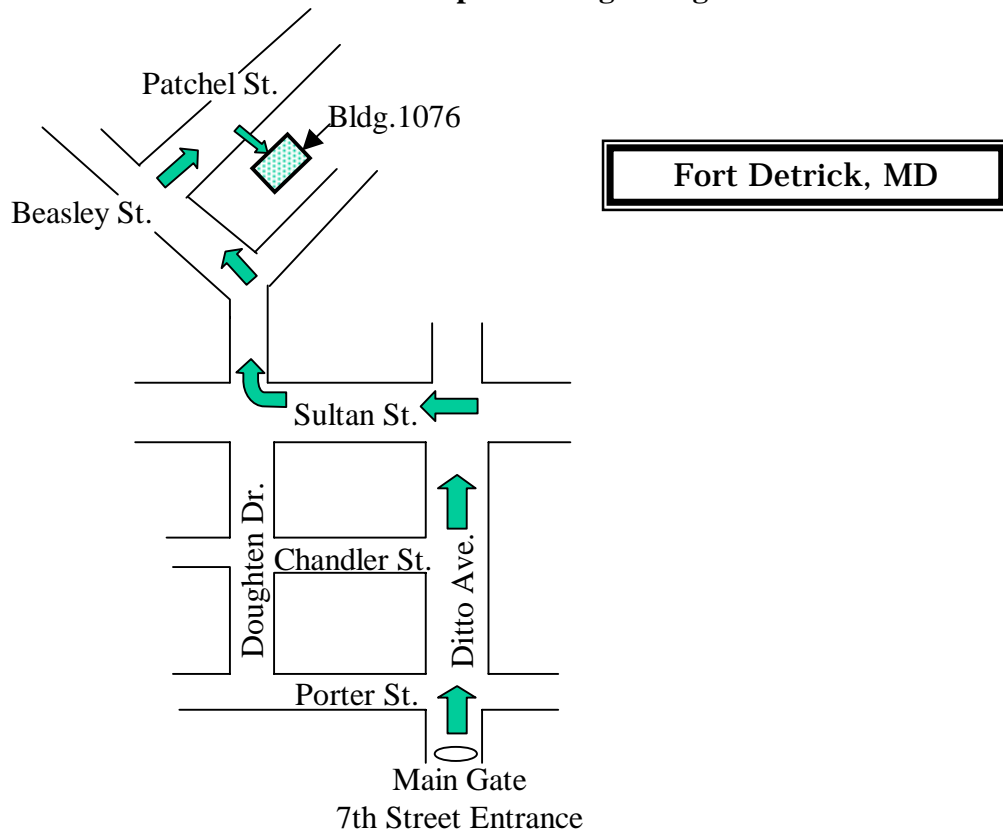 Patchel St.
Bldg.1076
Fort Detrick, MD
Beasley St.
Sultan St.
Doughten Dr.
Chandler St.
Ditto Ave.
Porter St.
Main Gate
7th Street Entrance